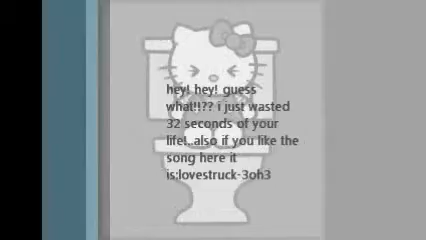 hey! hey! guess
what!!?? i just wasted
32 seconds of your
life!..also if you like the
song here it
is:lovestruck-3oh3